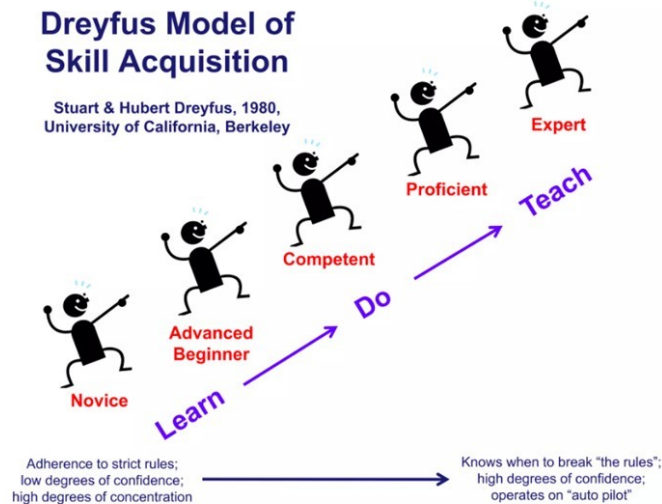 Dreyfus Model of
Skill Acquisition
Stuart & Hubert Dreyfus, 1980,
University of California, Berkeley
Expert
Proficient
Teach
Competent
Do
Advanced
Beginner
Novice
Learn
Adherence to strict rules;
low degrees of confidence;
high degrees of concentration
Knows when to break “the rules”;
high degrees of confidence;
operates on “auto pilot”